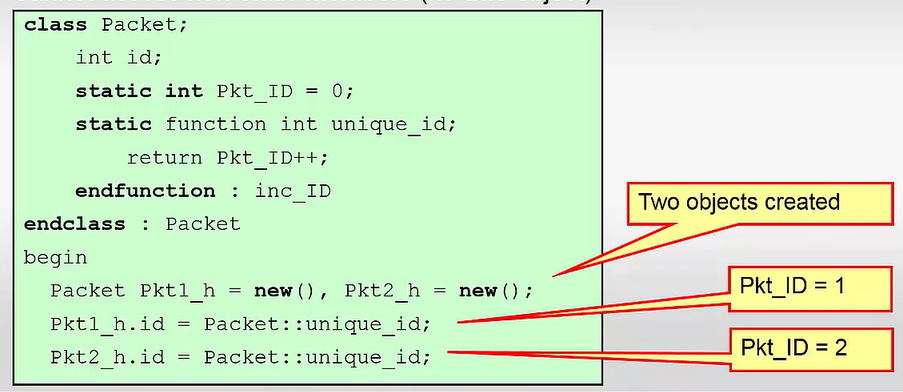 class Packet;
int id;
static int Pkt_ID = 0;
static function int unique_id;
return Pkt_ID++;
endfunction : inc_ID
endclass : Packet
begin
Packet Pkt1_h = new(), Pkt2_h = new();
Pkt1_h.id = Packet::unique_id;
Pkt2_h.id = Packet::unique_id;
Two objects created
Pkt_ID = 1
Pkt_ID = 2